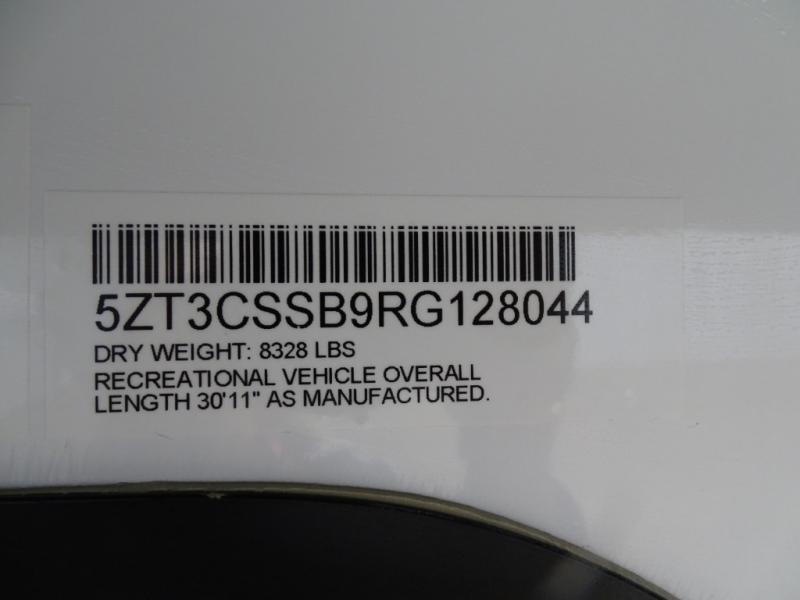 5ZT3CSSB9RG128044
DRY WEIGHT: 8328 LBS
RECREATIONAL VEHICLE OVERALL
LENGTH 30'11" AS MANUFACTURED.